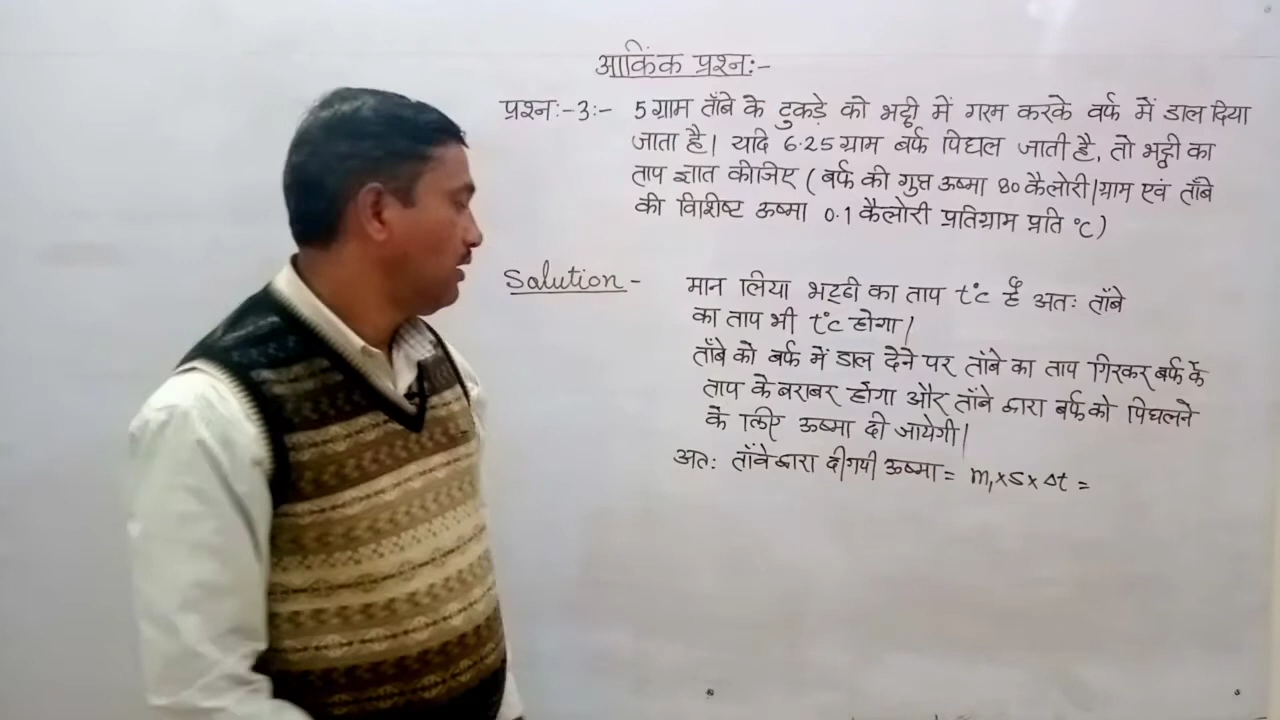 आकिंक प्रश्नः-
प्रश्नः-3:- 5 ग्राम ताँबे के टुकड़े को भट्टी में गरम करके वर्फ में डाल दिया
जाता है। यदि 6.25 ग्राम बर्फ पिघल जाती है, तो भट्टी का
ताप ज्ञात कीजिए (बर्फ की गुप्त ऊष्मा 80 कैलोरी/ग्राम एवं ताँबे
की विशिष्ट ऊष्मा 0.1 कैलोरी प्रतिग्राम प्रति °C)
Solution - मान लिया भट्टी का ताप t°c है अतः ताँबे
का ताप भी t°c होगा।
ताँबे को बर्फ में डाल देने पर ताँबे का ताप गिरकर बर्फ के
ताप के बराबर होगा और ताँबे द्वारा बर्फ को पिघलने
के लिए ऊष्मा दी जायेगी।
अतः ताँवे द्वारा दी गयी ऊष्मा = m₁×s×Δt =